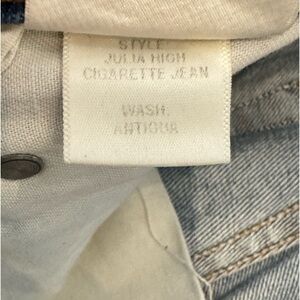 STYLE:
JULIA HIGH
CIGARETTE JEAN
WASH:
ANTIGUA